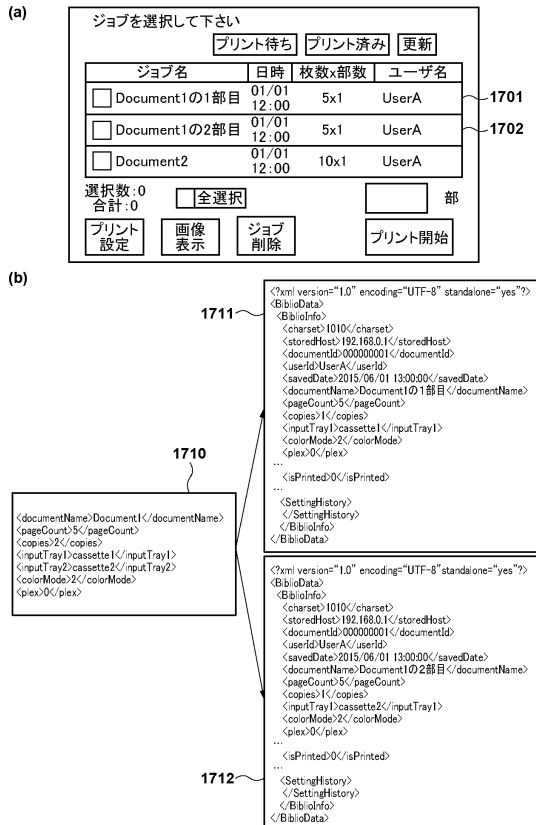 (a)
ジョブを選択して下さい
プリント待ち プリント済み 更新
ジョブ名 日時 枚数x部数 ユーザ名
Document1の1部目 01/01 12:00 5x1 UserA 1701
Document1の2部目 01/01 12:00 5x1 UserA 1702
Document2 01/01 12:00 10x1 UserA
選択数:0
合計:0
全選択
部
プリント設定 画像表示 ジョブ削除 プリント開始
(b)
1710
<documentName>Document1</documentName>
<pageCount>5</pageCount>
<copies>2</copies>
<inputTray1>cassette1</inputTray1>
<inputTray2>cassette2</inputTray2>
<colorMode>2</colorMode>
<plex>0</plex>
1711
<?xml version="1.0" encoding="UTF-8" standalone="yes"?>
<BiblioData>
<BiblioInfo>
<charset>1010</charset>
<storedHost>192.168.0.1</storedHost>
<documentId>000000001</documentId>
<userId>UserA</userId>
<savedDate>2015/06/01 13:00:00</savedDate>
<documentName>Document1の1部目</documentName>
<pageCount>5</pageCount>
<copies>1</copies>
<inputTray1>cassette1</inputTray1>
<colorMode>2</colorMode>
<plex>0</plex>
…
<isPrinted>0</isPrinted>
…
<SettingHistory>
</SettingHistory>
</BiblioInfo>
</BiblioData>
1712
<?xml version="1.0" encoding="UTF-8"standalone="yes"?>
<BiblioData>
<BiblioInfo>
<charset>1010</charset>
<storedHost>192.168.0.1</storedHost>
<documentId>000000001</documentId>
<userId>UserA</userId>
<savedDate>2015/06/01 13:00:00</savedDate>
<documentName>Document1の2部目</documentName>
<pageCount>5</pageCount>
<copies>1</copies>
<inputTray1>cassette2</inputTray1>
<colorMode>2</colorMode>
<plex>0</plex>
…
<isPrinted>0</isPrinted>
…
<SettingHistory>
</SettingHistory>
</BiblioInfo>
</BiblioData>